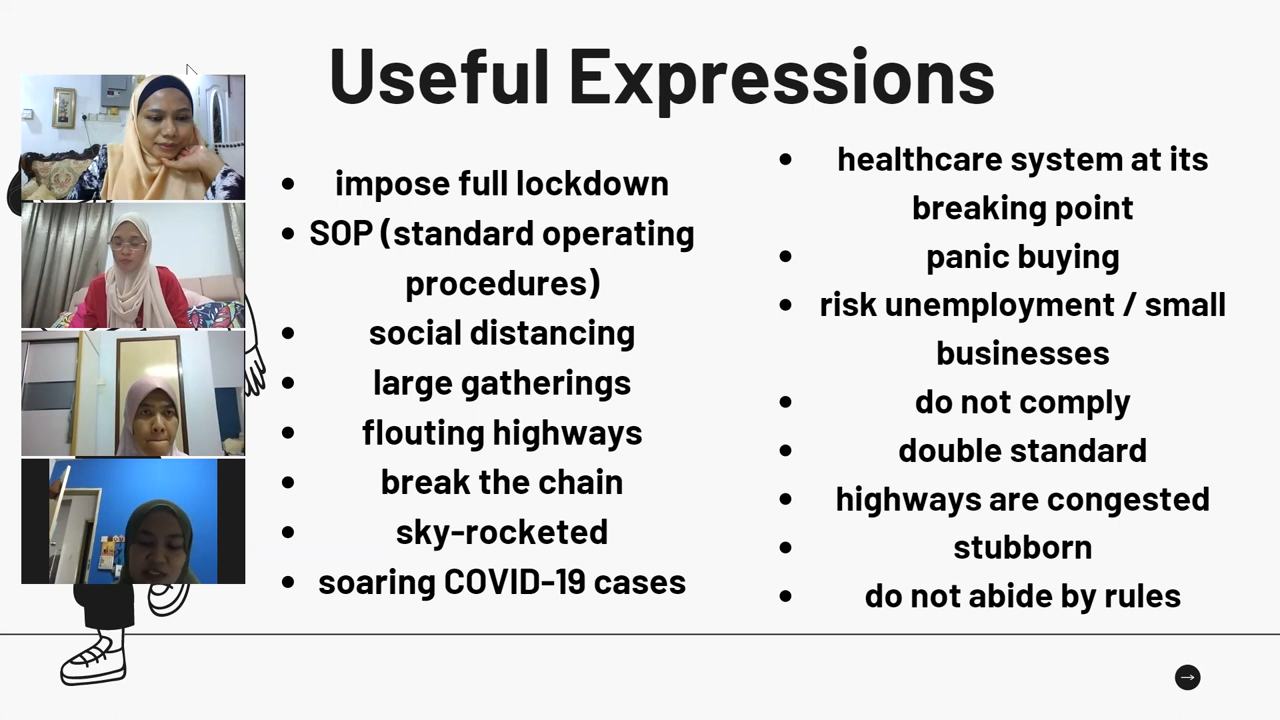 Useful Expressions
impose full lockdown
SOP (standard operating
procedures)
social distancing
large gatherings
flouting highways
break the chain
sky-rocketed
soaring COVID-19 cases
healthcare system at its
breaking point
panic buying
risk unemployment / small
businesses
do not comply
double standard
highways are congested
stubborn
do not abide by rules